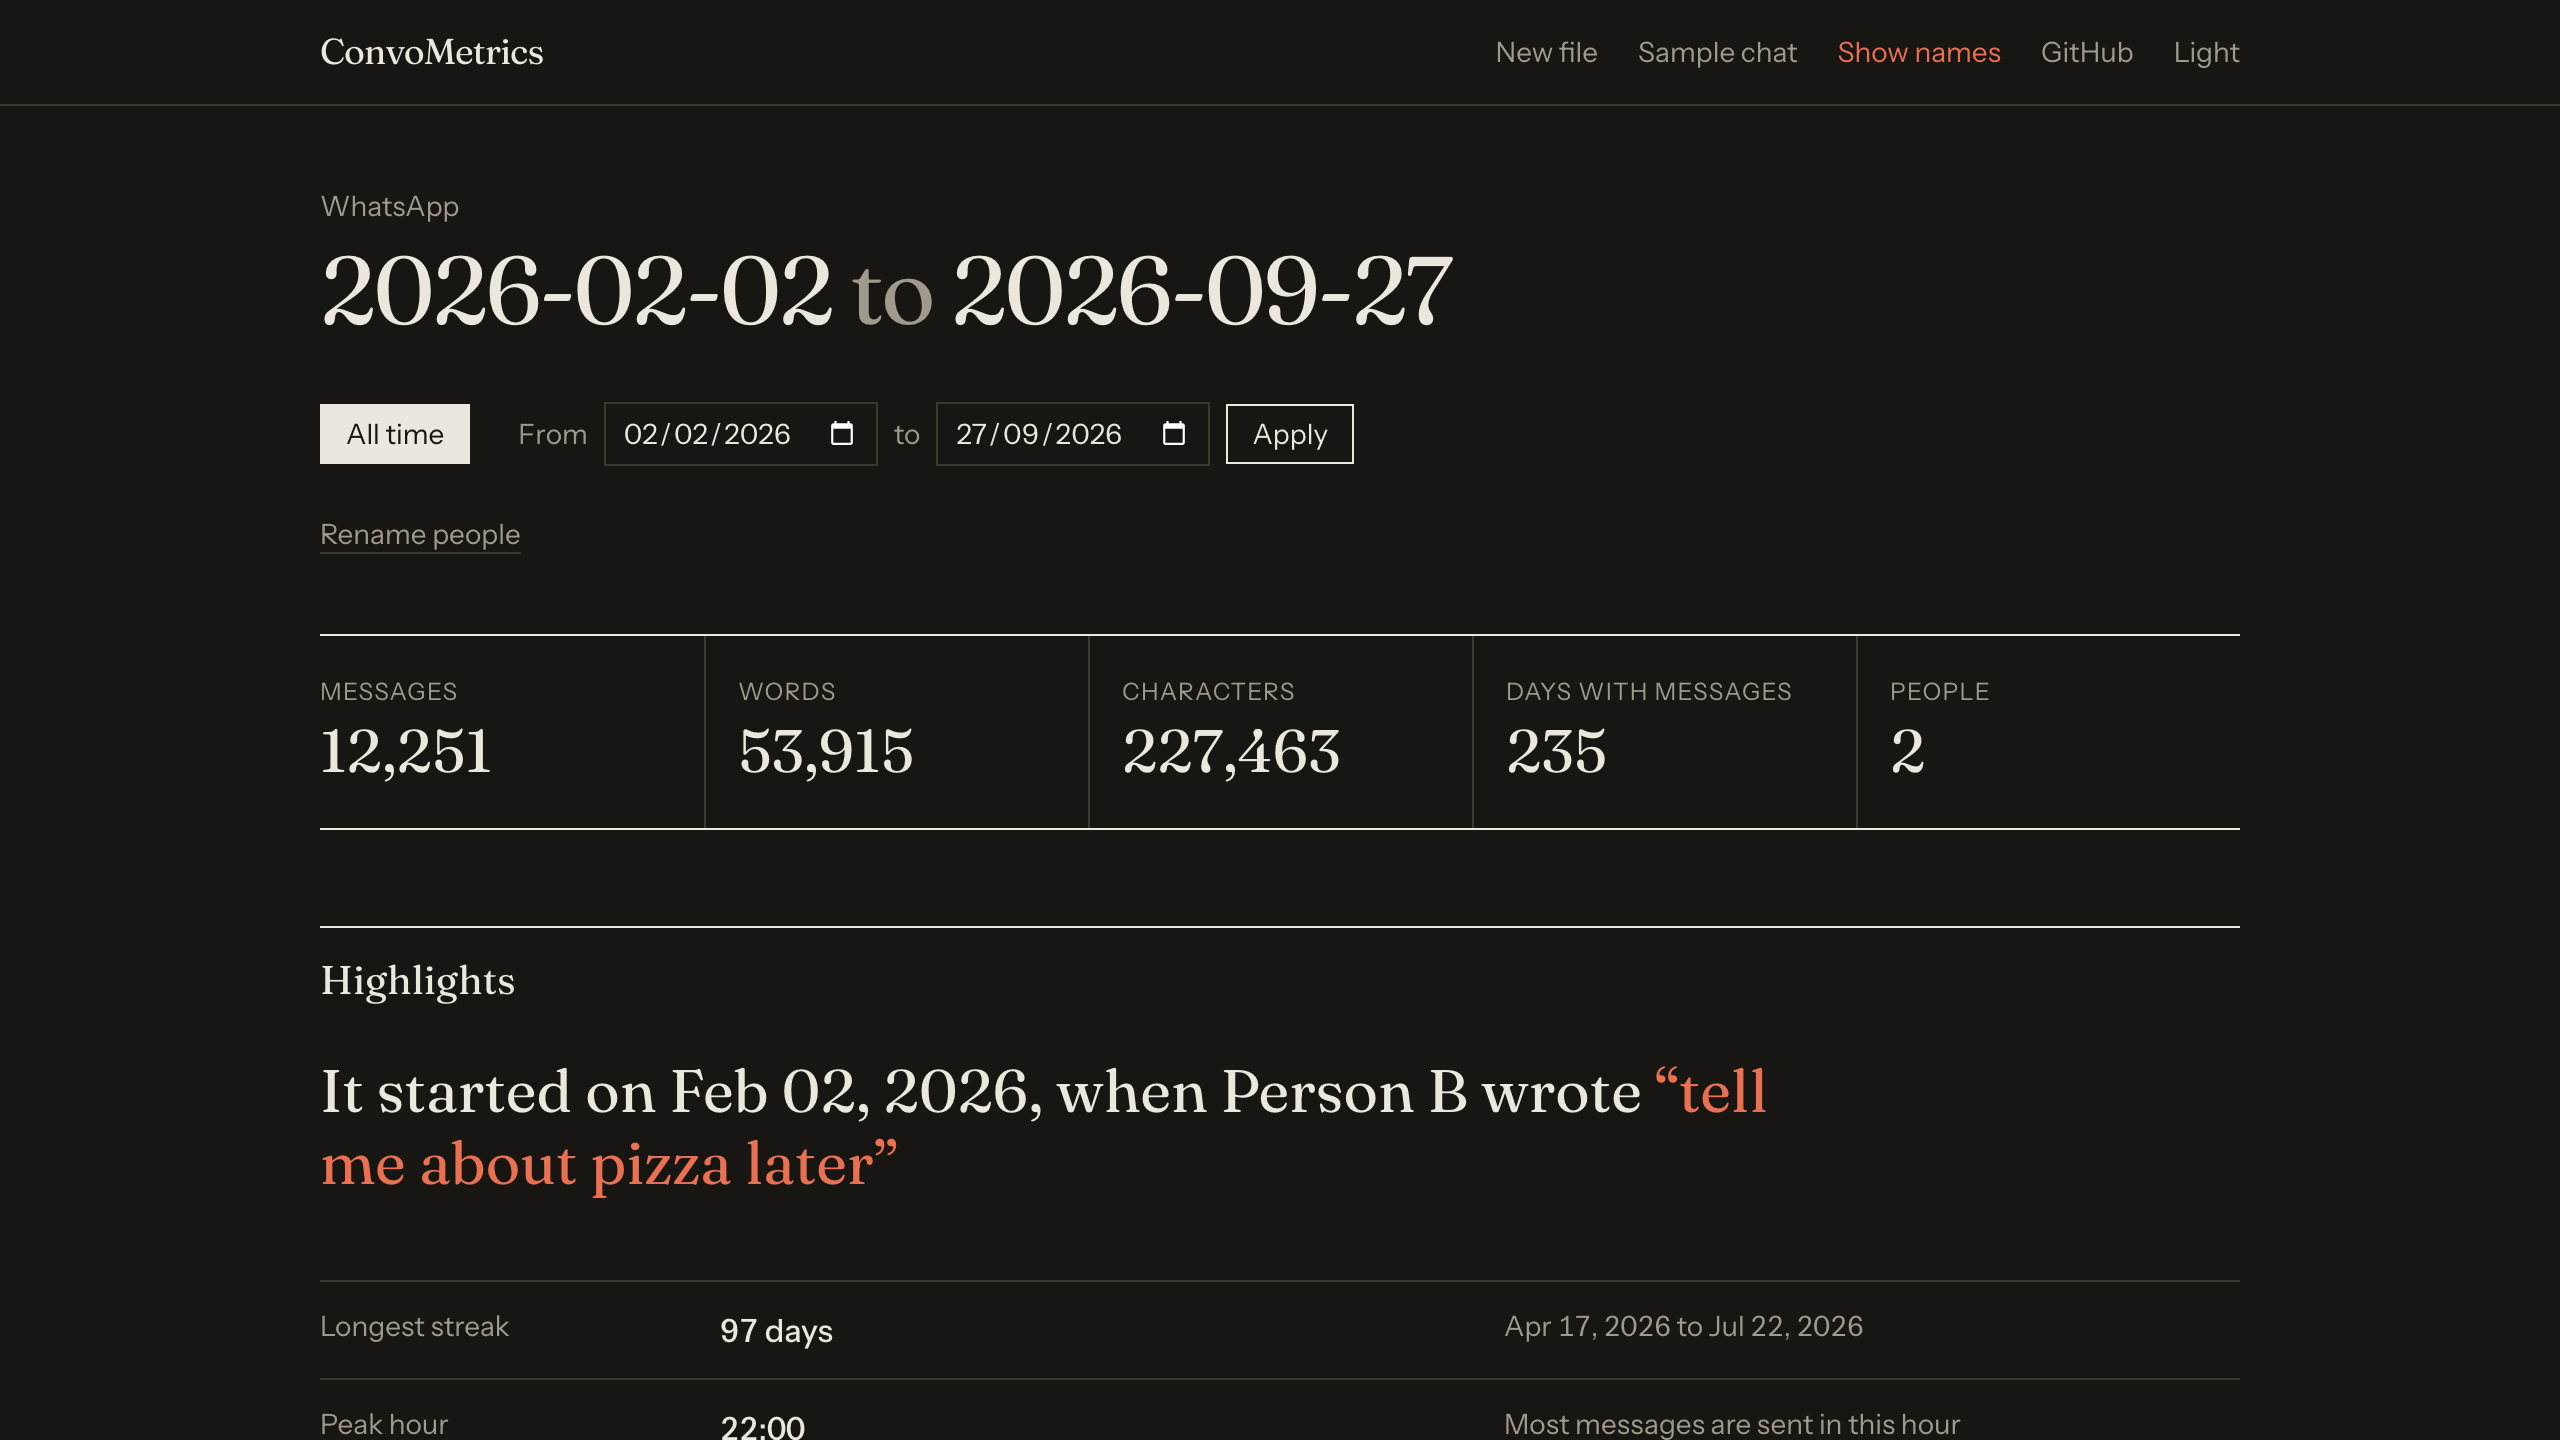 ConvoMetrics
New file Sample chat Show names GitHub Light
WhatsApp
2026-02-02 to 2026-09-27
All time From 02/02/2026 to 27/09/2026 Apply
Rename people
MESSAGES WORDS CHARACTERS DAYS WITH MESSAGES PEOPLE
12,251 53,915 227,463 235 2
Highlights
It started on Feb 02, 2026, when Person B wrote “tell
me about pizza later”
Longest streak 97 days Apr 17, 2026 to Jul 22, 2026
Peak hour 22:00 Most messages are sent in this hour